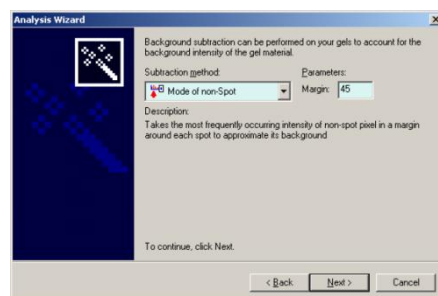 Analysis Wizard
Background subtraction can be performed on your gels to account for the
background intensity of the gel material.
Subtraction method:
Parameters:
Mode of non-Spot
Margin: 45
Description:
Takes the most frequently occurring intensity of non-spot pixel in a margin
around each spot to approximate its background
To continue, click Next.
< Back
Next >
Cancel